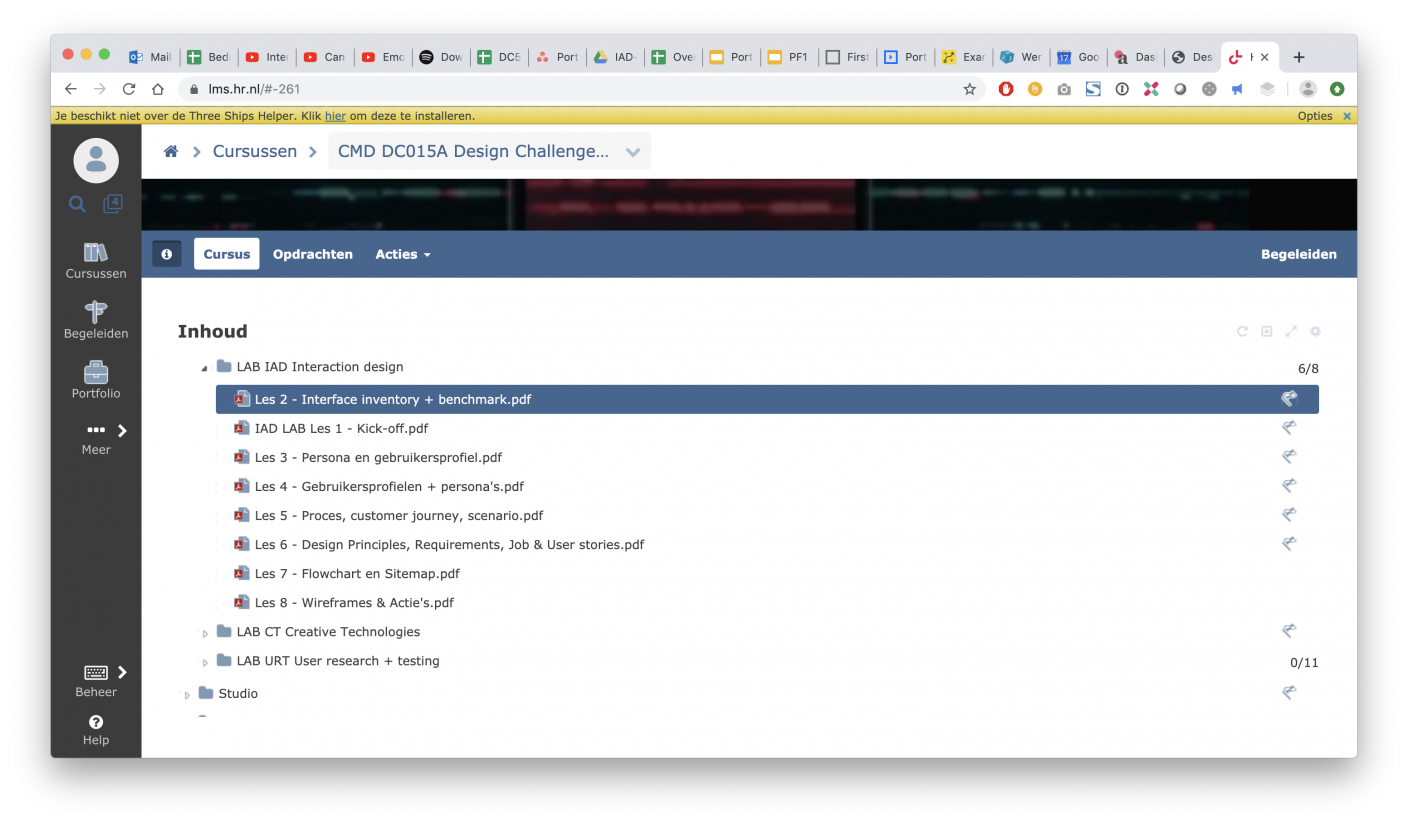 Mail Bed Inter Can Emo Dow DC5 Port IAD- Over Port PF1 First Port Exar Wer Goo Das Des
lms.hr.nl/#-261
Je beschikt niet over de Three Ships Helper. Klik hier om deze te installeren. Opties
Cursussen CMD DC015A Design Challenge...
4
Cursus Opdrachten Acties Begeleiden
Cursussen
Begeleiden
Portfolio
Meer
Beheer
Help
Inhoud
LAB IAD Interaction design 6/8
Les 2 - Interface inventory + benchmark.pdf
IAD LAB Les 1 - Kick-off.pdf
Les 3 - Persona en gebruikersprofiel.pdf
Les 4 - Gebruikersprofielen + persona's.pdf
Les 5 - Proces, customer journey, scenario.pdf
Les 6 - Design Principles, Requirements, Job & User stories.pdf
Les 7 - Flowchart en Sitemap.pdf
Les 8 - Wireframes & Actie's.pdf
LAB CT Creative Technologies
LAB URT User research + testing 0/11
Studio